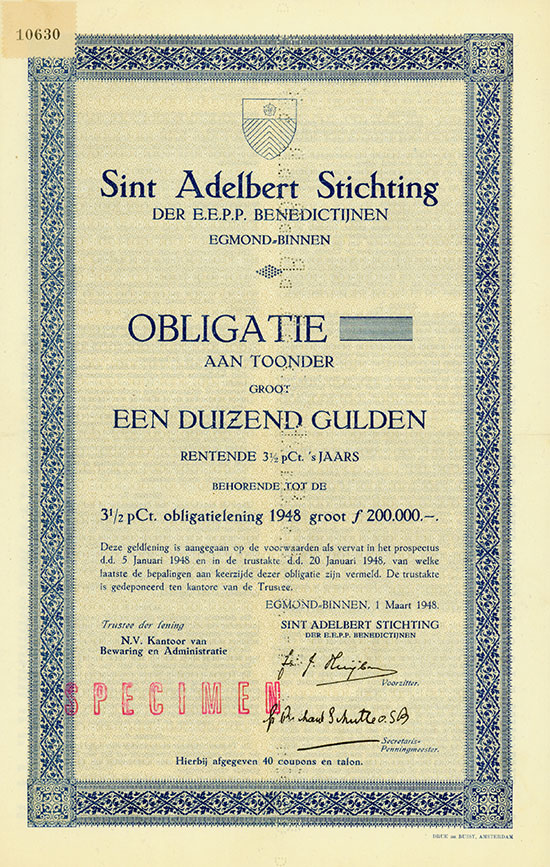 10630
Sint Adelbert Stichting
DER E.E.P.P. BENEDICTIJNEN
EGMOND-BINNEN
OBLIGATIE
AAN TOONDER
GROOT
EEN DUIZEND GULDEN
RENTENDE 3½ pCt. 's JAARS
BEHORENDE TOT DE
3½ pCt. obligatielening 1948 groot ƒ 200.000.—.
Deze geldlening is aangegaan op de voorwaarden als vervat in het prospectus
d.d. 5 Januari 1948 en in de trustakte d.d. 20 Januari 1948, van welke
laatste de bepalingen aan keerzijde dezer obligatie zijn vermeld. De trustakte
is gedeponeerd ten kantore van de Trustee.
EGMOND-BINNEN, 1 Maart 1948.
Trustee der lening
N.V. Kantoor van
Bewaring en Administratie
SINT ADELBERT STICHTING
DER E.E.P.P. BENEDICTIJNEN
Voorzitter.
SPECIMEN
Secretaris-
Penningmeester.
Hierbij afgegeven 40 coupons en talon.
DRUK DE BUSSY, AMSTERDAM